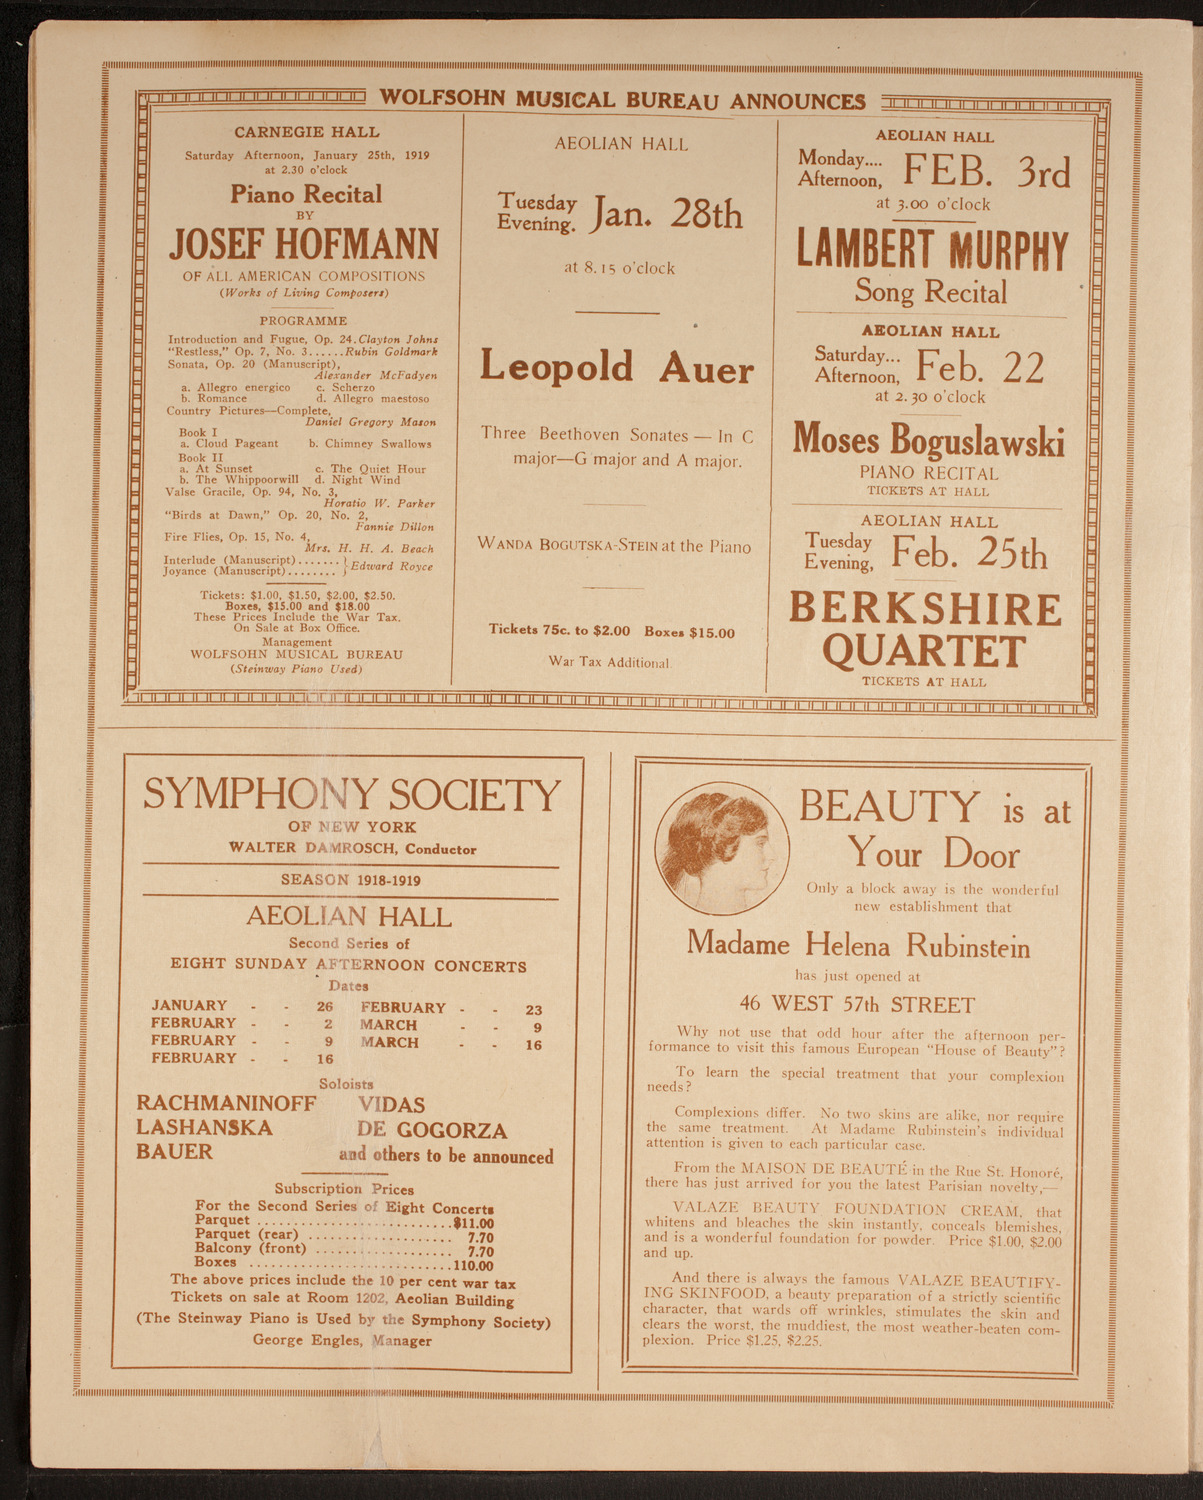 WOLFSOHN MUSICAL BUREAU ANNOUNCES
CARNEGIE HALL
Saturday Afternoon, January 25th, 1919
at 2.30 o'clock
Piano Recital
BY
JOSEF HOFMANN
OF ALL AMERICAN COMPOSITIONS
(Works of Living Composers)
PROGRAMME
Introduction and Fugue, Op. 24.Clayton Johns
"Restless," Op. 7, No. 3......Rubin Goldmark
Sonata, Op. 20 (Manuscript),
Alexander McFadyen
a. Allegro energico c. Scherzo
b. Romance d. Allegro maestoso
Country Pictures—Complete,
Daniel Gregory Mason
Book I
a. Cloud Pageant b. Chimney Swallows
Book II
a. At Sunset c. The Quiet Hour
b. The Whippoorwill d. Night Wind
Valse Gracile, Op. 94, No. 3,
Horatio W. Parker
"Birds at Dawn," Op. 20, No. 2,
Fannie Dillon
Fire Flies, Op. 15, No. 4,
Mrs. H. H. A. Beach
Interlude (Manuscript).......
Joyance (Manuscript)........ } Edward Royce
Tickets: $1.00, $1.50, $2.00, $2.50.
Boxes, $15.00 and $18.00
These Prices Include the War Tax.
On Sale at Box Office.
Management
WOLFSOHN MUSICAL BUREAU
(Steinway Piano Used)
AEOLIAN HALL
Tuesday
Evening. Jan. 28th
at 8.15 o'clock
Leopold Auer
Three Beethoven Sonates — In C
major—G major and A major.
WANDA BOGUTSKA-STEIN at the Piano
Tickets 75c. to $2.00 Boxes $15.00
War Tax Additional
AEOLIAN HALL
Monday....
Afternoon, FEB. 3rd
at 3.00 o'clock
LAMBERT MURPHY
Song Recital
AEOLIAN HALL
Saturday...
Afternoon, Feb. 22
at 2.30 o'clock
Moses Boguslawski
PIANO RECITAL
TICKETS AT HALL
AEOLIAN HALL
Tuesday
Evening, Feb. 25th
BERKSHIRE
QUARTET
TICKETS AT HALL
SYMPHONY SOCIETY
OF NEW YORK
WALTER DAMROSCH, Conductor
SEASON 1918-1919
AEOLIAN HALL
Second Series of
EIGHT SUNDAY AFTERNOON CONCERTS
Dates
JANUARY - - 26 FEBRUARY - - 23
FEBRUARY - - 2 MARCH - - 9
FEBRUARY - - 9 MARCH - - 16
FEBRUARY - - 16
Soloists
RACHMANINOFF VIDAS
LASHANSKA DE GOGORZA
BAUER and others to be announced
Subscription Prices
For the Second Series of Eight Concerts
Parquet ..........................$11.00
Parquet (rear) .................... 7.70
Balcony (front) ................... 7.70
Boxes ............................110.00
The above prices include the 10 per cent war tax
Tickets on sale at Room 1202, Aeolian Building
(The Steinway Piano is Used by the Symphony Society)
George Engles, Manager
BEAUTY is at
Your Door
Only a block away is the wonderful
new establishment that
Madame Helena Rubinstein
has just opened at
46 WEST 57th STREET
Why not use that odd hour after the afternoon per-
formance to visit this famous European "House of Beauty"?
To learn the special treatment that your complexion
needs?
Complexions differ. No two skins are alike, nor require
the same treatment. At Madame Rubinstein's individual
attention is given to each particular case.
From the MAISON DE BEAUTÉ in the Rue St. Honoré,
there has just arrived for you the latest Parisian novelty,—
VALAZE BEAUTY FOUNDATION CREAM, that
whitens and bleaches the skin instantly, conceals blemishes,
and is a wonderful foundation for powder. Price $1.00, $2.00
and up.
And there is always the famous VALAZE BEAUTIFY-
ING SKINFOOD, a beauty preparation of a strictly scientific
character, that wards off wrinkles, stimulates the skin and
clears the worst, the muddiest, the most weather-beaten com-
plexion. Price $1.25, $2.25.